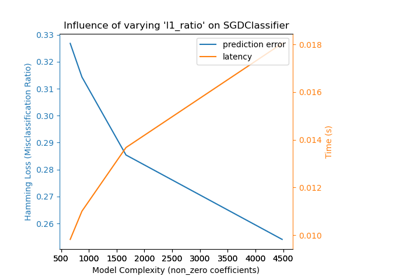 Influence of varying 'l1_ratio' on SGDClassifier
prediction error
latency
Hamming Loss (Misclassification Ratio)
0.33
0.32
0.31
0.30
0.29
0.28
0.27
0.26
0.018
0.016
0.014
0.012
0.010
Time (s)
500 1000 1500 2000 2500 3000 3500 4000 4500
Model Complexity (non_zero coefficients)